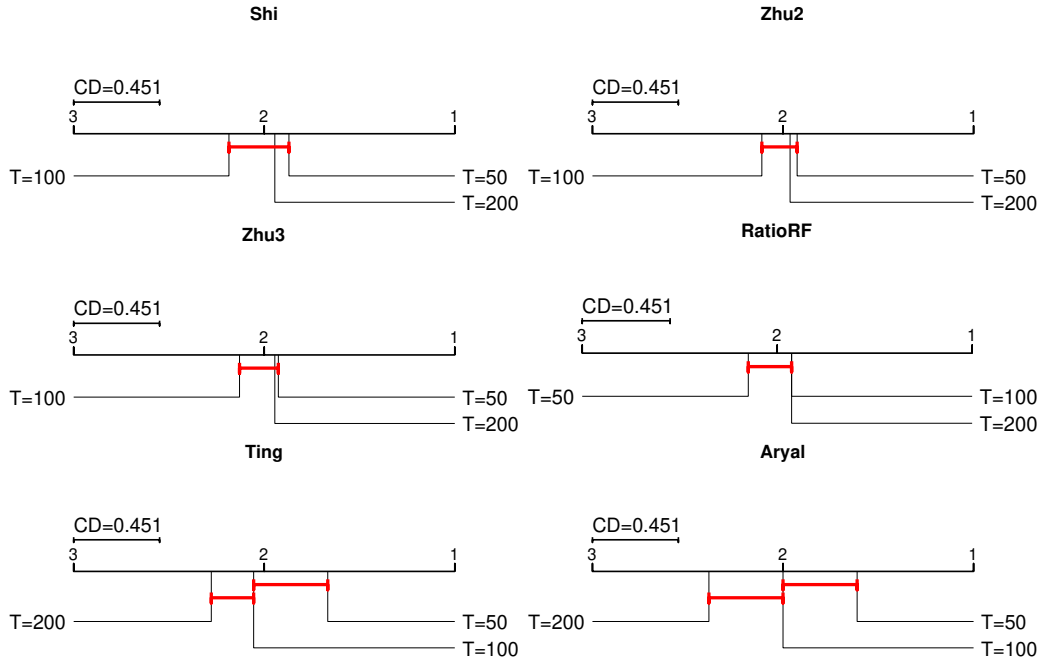 Shi
CD=0.451
3 2 1
T=100 T=50
T=200
Zhu2
CD=0.451
3 2 1
T=100 T=50
T=200
Zhu3
CD=0.451
3 2 1
T=100 T=50
T=200
RatioRF
CD=0.451
3 2 1
T=50 T=100
T=200
Ting
CD=0.451
3 2 1
T=200 T=50
T=100
Aryal
CD=0.451
3 2 1
T=200 T=50
T=100